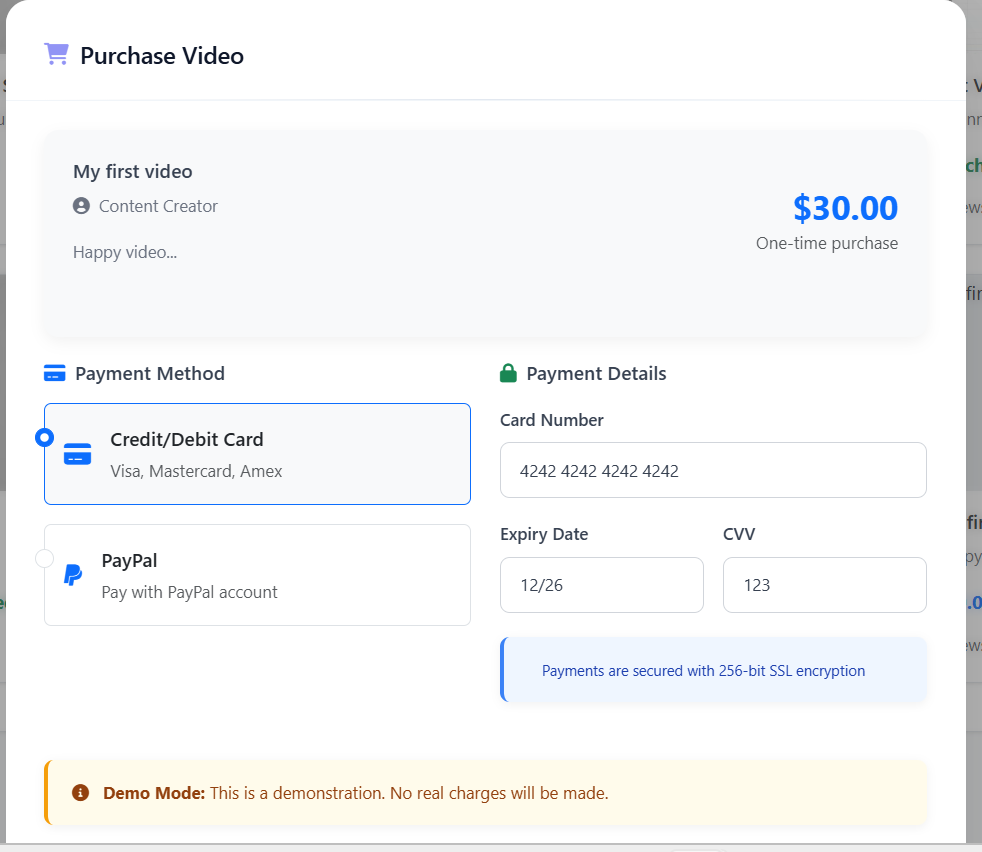 Purchase Video
My first video
Content Creator
$30.00
One-time purchase
Happy video...
Payment Method
Payment Details
Credit/Debit Card
Visa, Mastercard, Amex
PayPal
Pay with PayPal account
Card Number
4242 4242 4242 4242
Expiry Date
CVV
12/26
123
Payments are secured with 256-bit SSL encryption
Demo Mode: This is a demonstration. No real charges will be made.